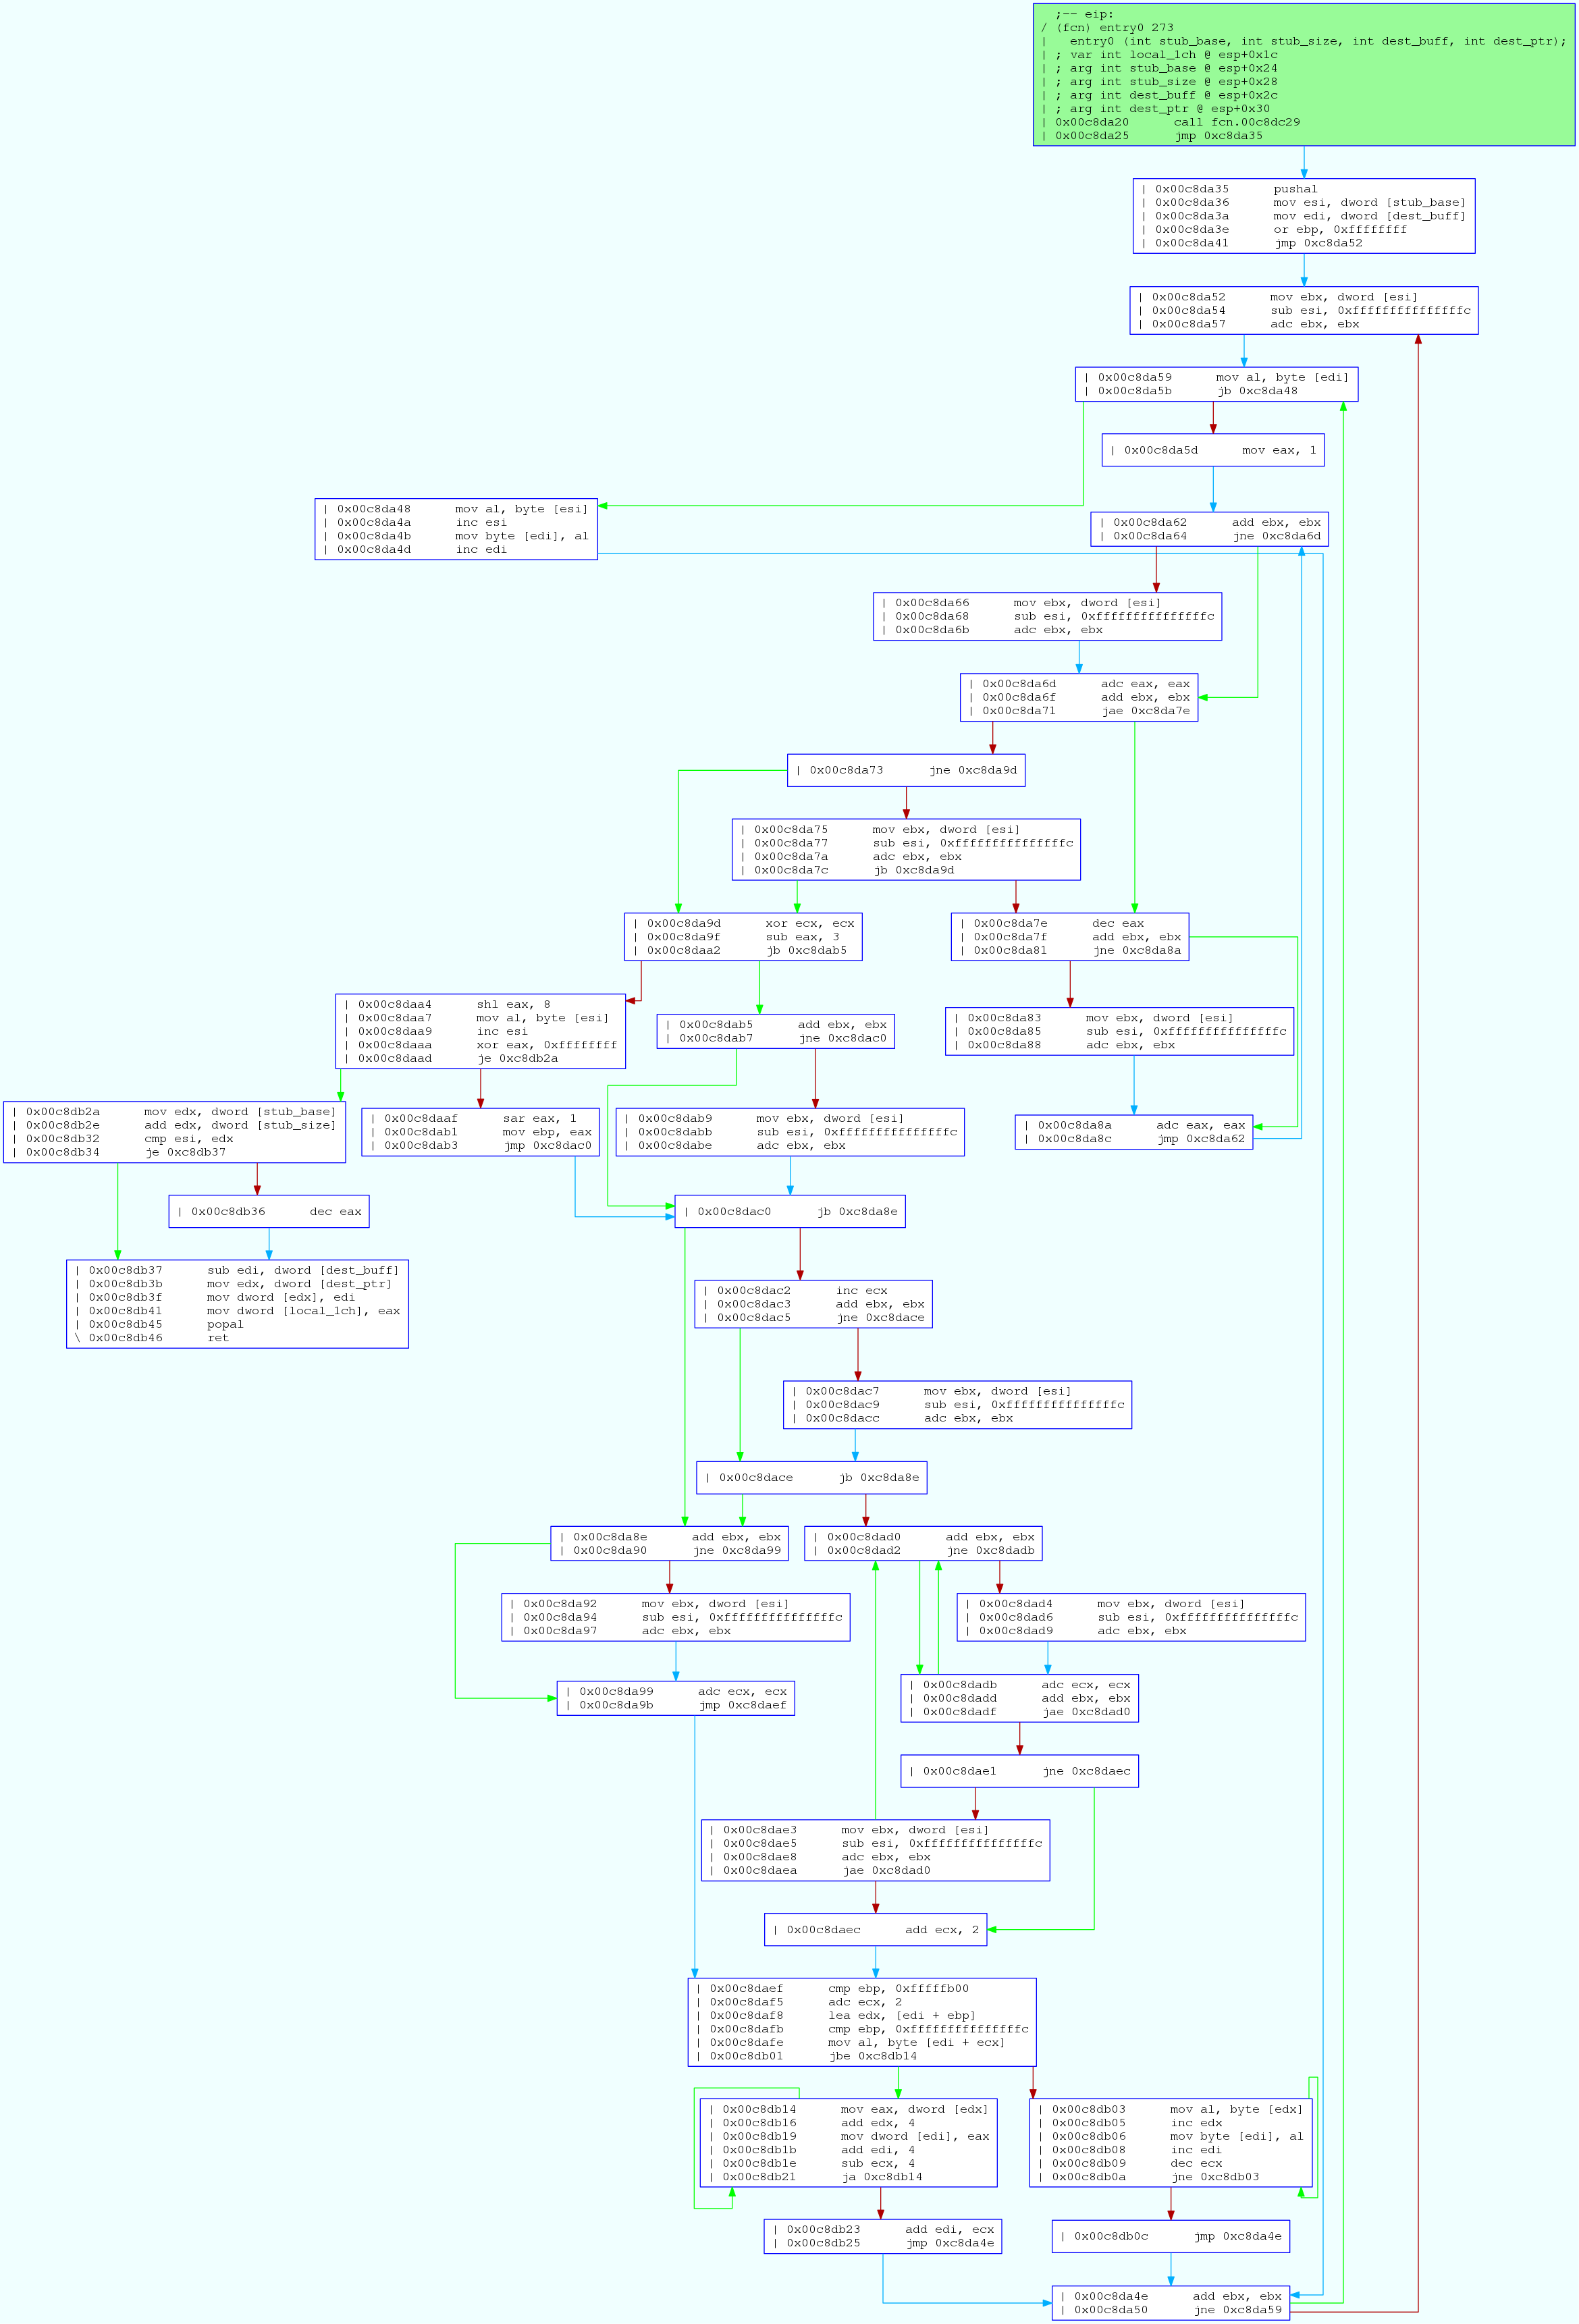 ;-- eip:
/ (fcn) entry0 273
|   entry0 (int stub_base, int stub_size, int dest_buff, int dest_ptr);
| ; var int local_1ch @ esp+0x1c
| ; arg int stub_base @ esp+0x24
| ; arg int stub_size @ esp+0x28
| ; arg int dest_buff @ esp+0x2c
| ; arg int dest_ptr @ esp+0x30
| 0x00c8da20      call fcn.00c8dc29
| 0x00c8da25      jmp 0xc8da35
| 0x00c8da35      pushal
| 0x00c8da36      mov esi, dword [stub_base]
| 0x00c8da3a      mov edi, dword [dest_buff]
| 0x00c8da3e      or ebp, 0xffffffff
| 0x00c8da41      jmp 0xc8da52
| 0x00c8da52      mov ebx, dword [esi]
| 0x00c8da54      sub esi, 0xfffffffffffffffc
| 0x00c8da57      adc ebx, ebx
| 0x00c8da59      mov al, byte [edi]
| 0x00c8da5b      jb 0xc8da48
| 0x00c8da5d      mov eax, 1
| 0x00c8da48      mov al, byte [esi]
| 0x00c8da4a      inc esi
| 0x00c8da4b      mov byte [edi], al
| 0x00c8da4d      inc edi
| 0x00c8da62      add ebx, ebx
| 0x00c8da64      jne 0xc8da6d
| 0x00c8da66      mov ebx, dword [esi]
| 0x00c8da68      sub esi, 0xfffffffffffffffc
| 0x00c8da6b      adc ebx, ebx
| 0x00c8da6d      adc eax, eax
| 0x00c8da6f      add ebx, ebx
| 0x00c8da71      jae 0xc8da7e
| 0x00c8da73      jne 0xc8da9d
| 0x00c8da75      mov ebx, dword [esi]
| 0x00c8da77      sub esi, 0xfffffffffffffffc
| 0x00c8da7a      adc ebx, ebx
| 0x00c8da7c      jb 0xc8da9d
| 0x00c8da9d      xor ecx, ecx
| 0x00c8da9f      sub eax, 3
| 0x00c8daa2      jb 0xc8dab5
| 0x00c8da7e      dec eax
| 0x00c8da7f      add ebx, ebx
| 0x00c8da81      jne 0xc8da8a
| 0x00c8daa4      shl eax, 8
| 0x00c8daa7      mov al, byte [esi]
| 0x00c8daa9      inc esi
| 0x00c8daaa      xor eax, 0xffffffff
| 0x00c8daad      je 0xc8db2a
| 0x00c8dab5      add ebx, ebx
| 0x00c8dab7      jne 0xc8dac0
| 0x00c8da83      mov ebx, dword [esi]
| 0x00c8da85      sub esi, 0xfffffffffffffffc
| 0x00c8da88      adc ebx, ebx
| 0x00c8db2a      mov edx, dword [stub_base]
| 0x00c8db2e      add edx, dword [stub_size]
| 0x00c8db32      cmp esi, edx
| 0x00c8db34      je 0xc8db37
| 0x00c8daaf      sar eax, 1
| 0x00c8dab1      mov ebp, eax
| 0x00c8dab3      jmp 0xc8dac0
| 0x00c8dab9      mov ebx, dword [esi]
| 0x00c8dabb      sub esi, 0xfffffffffffffffc
| 0x00c8dabe      adc ebx, ebx
| 0x00c8da8a      adc eax, eax
| 0x00c8da8c      jmp 0xc8da62
| 0x00c8db36      dec eax
| 0x00c8dac0      jb 0xc8da8e
| 0x00c8db37      sub edi, dword [dest_buff]
| 0x00c8db3b      mov edx, dword [dest_ptr]
| 0x00c8db3f      mov dword [edx], edi
| 0x00c8db41      mov dword [local_1ch], eax
| 0x00c8db45      popal
\ 0x00c8db46      ret
| 0x00c8dac2      inc ecx
| 0x00c8dac3      add ebx, ebx
| 0x00c8dac5      jne 0xc8dace
| 0x00c8dac7      mov ebx, dword [esi]
| 0x00c8dac9      sub esi, 0xfffffffffffffffc
| 0x00c8dacc      adc ebx, ebx
| 0x00c8dace      jb 0xc8da8e
| 0x00c8da8e      add ebx, ebx
| 0x00c8da90      jne 0xc8da99
| 0x00c8dad0      add ebx, ebx
| 0x00c8dad2      jne 0xc8dadb
| 0x00c8da92      mov ebx, dword [esi]
| 0x00c8da94      sub esi, 0xfffffffffffffffc
| 0x00c8da97      adc ebx, ebx
| 0x00c8dad4      mov ebx, dword [esi]
| 0x00c8dad6      sub esi, 0xfffffffffffffffc
| 0x00c8dad9      adc ebx, ebx
| 0x00c8da99      adc ecx, ecx
| 0x00c8da9b      jmp 0xc8daef
| 0x00c8dadb      adc ecx, ecx
| 0x00c8dadd      add ebx, ebx
| 0x00c8dadf      jae 0xc8dad0
| 0x00c8dae1      jne 0xc8daec
| 0x00c8dae3      mov ebx, dword [esi]
| 0x00c8dae5      sub esi, 0xfffffffffffffffc
| 0x00c8dae8      adc ebx, ebx
| 0x00c8daea      jae 0xc8dad0
| 0x00c8daec      add ecx, 2
| 0x00c8daef      cmp ebp, 0xfffffb00
| 0x00c8daf5      adc ecx, 2
| 0x00c8daf8      lea edx, [edi + ebp]
| 0x00c8dafb      cmp ebp, 0xfffffffffffffffc
| 0x00c8dafe      mov al, byte [edi + ecx]
| 0x00c8db01      jbe 0xc8db14
| 0x00c8db14      mov eax, dword [edx]
| 0x00c8db16      add edx, 4
| 0x00c8db19      mov dword [edi], eax
| 0x00c8db1b      add edi, 4
| 0x00c8db1e      sub ecx, 4
| 0x00c8db21      ja 0xc8db14
| 0x00c8db03      mov al, byte [edx]
| 0x00c8db05      inc edx
| 0x00c8db06      mov byte [edi], al
| 0x00c8db08      inc edi
| 0x00c8db09      dec ecx
| 0x00c8db0a      jne 0xc8db03
| 0x00c8db23      add edi, ecx
| 0x00c8db25      jmp 0xc8da4e
| 0x00c8db0c      jmp 0xc8da4e
| 0x00c8da4e      add ebx, ebx
| 0x00c8da50      jne 0xc8da59